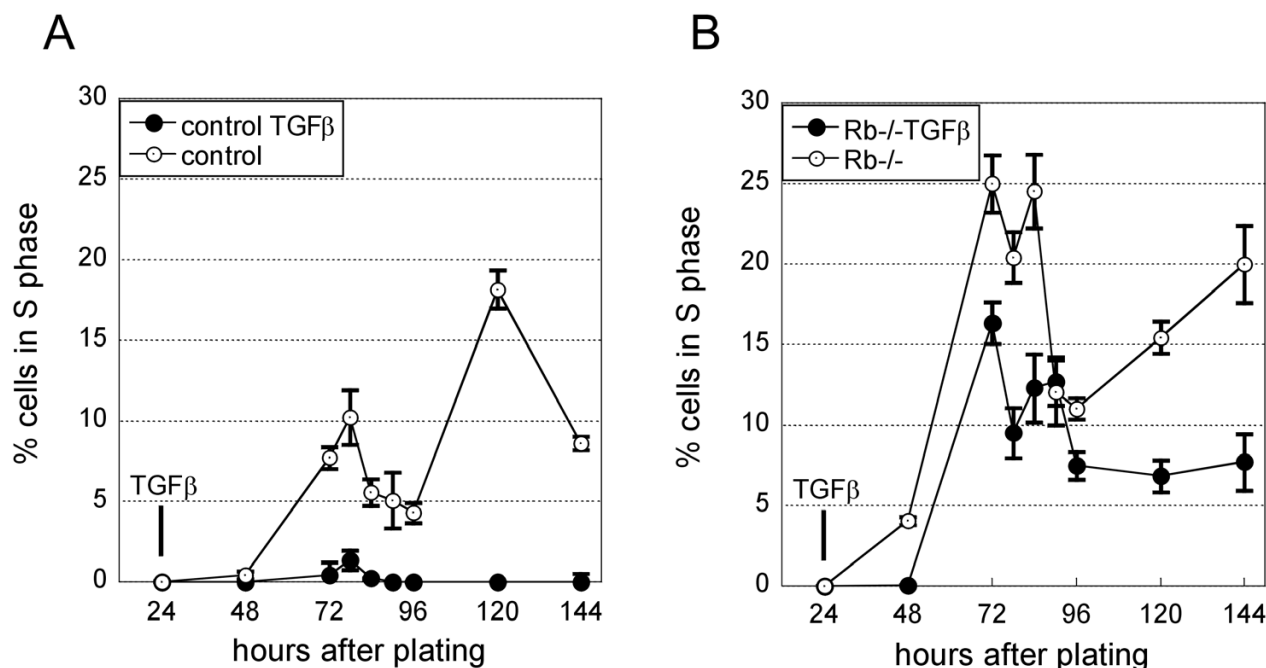 A
30
25
20
15
10
5
0
% cells in S phase
control TGFβ
control
TGFβ
24 48 72 96 120 144
hours after plating
B
30
25
20
15
10
5
0
% cells in S phase
Rb-/-TGFβ
Rb-/-
TGFβ
24 48 72 96 120 144
hours after plating